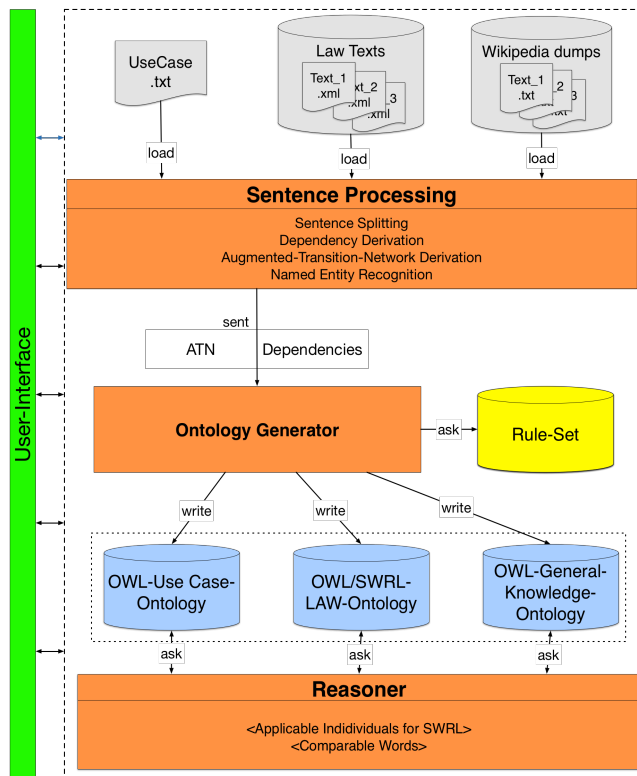 UseCase
.txt
Law Texts
Text_1
.xml
xt_2
.xml
_3
.xml
Wikipedia dumps
Text_1
.txt
_2
3
.txt
load
load
load
Sentence Processing
Sentence Splitting
Dependency Derivation
Augmented-Transition-Network Derivation
Named Entity Recognition
sent
ATN
Dependencies
User-Interface
Ontology Generator
ask
Rule-Set
write
write
write
OWL-Use Case-
Ontology
OWL/SWRL-
LAW-Ontology
OWL-General-
Knowledge-
Ontology
ask
ask
ask
Reasoner
<Applicable Indidividuals for SWRL>
<Comparable Words>